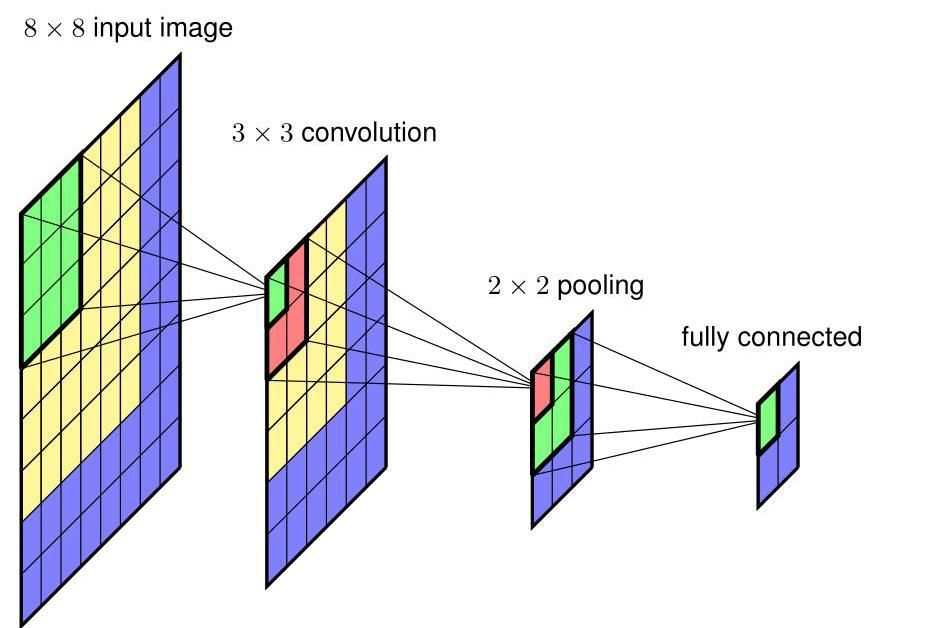 8 × 8 input image
3 × 3 convolution
2 × 2 pooling
fully connected